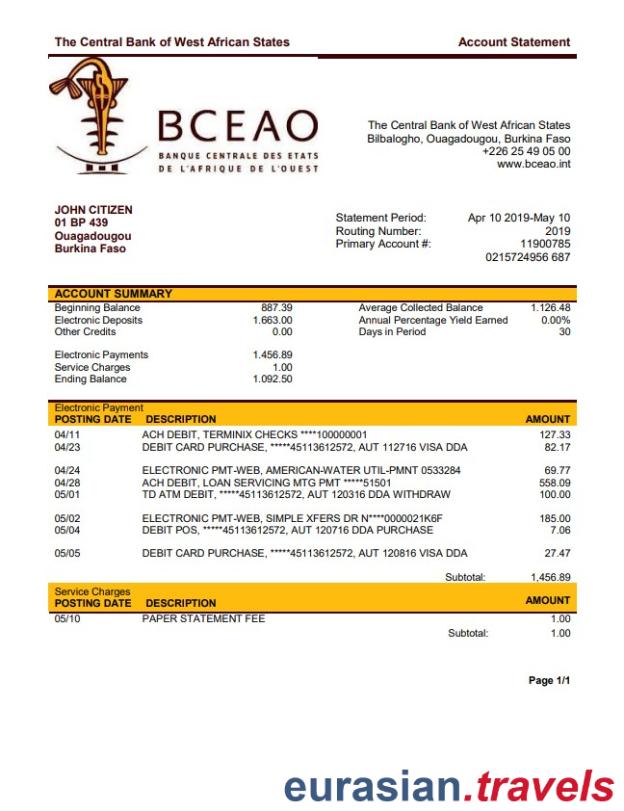 The Central Bank of West African States Account Statement
BCEAO
BANQUE CENTRALE DES ETATS
DE L'AFRIQUE DE L'OUEST
The Central Bank of West African States
Bilbalogho, Ouagadougou, Burkina Faso
+226 25 49 05 00
www.bceao.int
JOHN CITIZEN
01 BP 439
Ouagadougou
Burkina Faso
Statement Period: Apr 10 2019-May 10
Routing Number: 2019
Primary Account #: 11900785
0215724956 687
ACCOUNT SUMMARY
Beginning Balance 887.39 Average Collected Balance 1.126.48
Electronic Deposits 1.663.00 Annual Percentage Yield Earned 0.00%
Other Credits 0.00 Days in Period 30
Electronic Payments 1.456.89
Service Charges 1.00
Ending Balance 1.092.50
Electronic Payment
POSTING DATE DESCRIPTION AMOUNT
04/11 ACH DEBIT, TERMINIX CHECKS ****100000001 127.33
04/23 DEBIT CARD PURCHASE, *****45113612572, AUT 112716 VISA DDA 82.17
04/24 ELECTRONIC PMT-WEB, AMERICAN-WATER UTIL-PMNT 0533284 69.77
04/28 ACH DEBIT, LOAN SERVICING MTG PMT *****51501 558.09
05/01 TD ATM DEBIT, *****45113612572, AUT 120316 DDA WITHDRAW 100.00
05/02 ELECTRONIC PMT-WEB, SIMPLE XFERS DR N****0000021K6F 185.00
05/04 DEBIT POS, *****45113612572, AUT 120716 DDA PURCHASE 7.06
05/05 DEBIT CARD PURCHASE, *****45113612572, AUT 120816 VISA DDA 27.47
Subtotal: 1,456.89
Service Charges
POSTING DATE DESCRIPTION AMOUNT
05/10 PAPER STATEMENT FEE 1.00
Subtotal: 1.00
Page 1/1
eurasian.travels